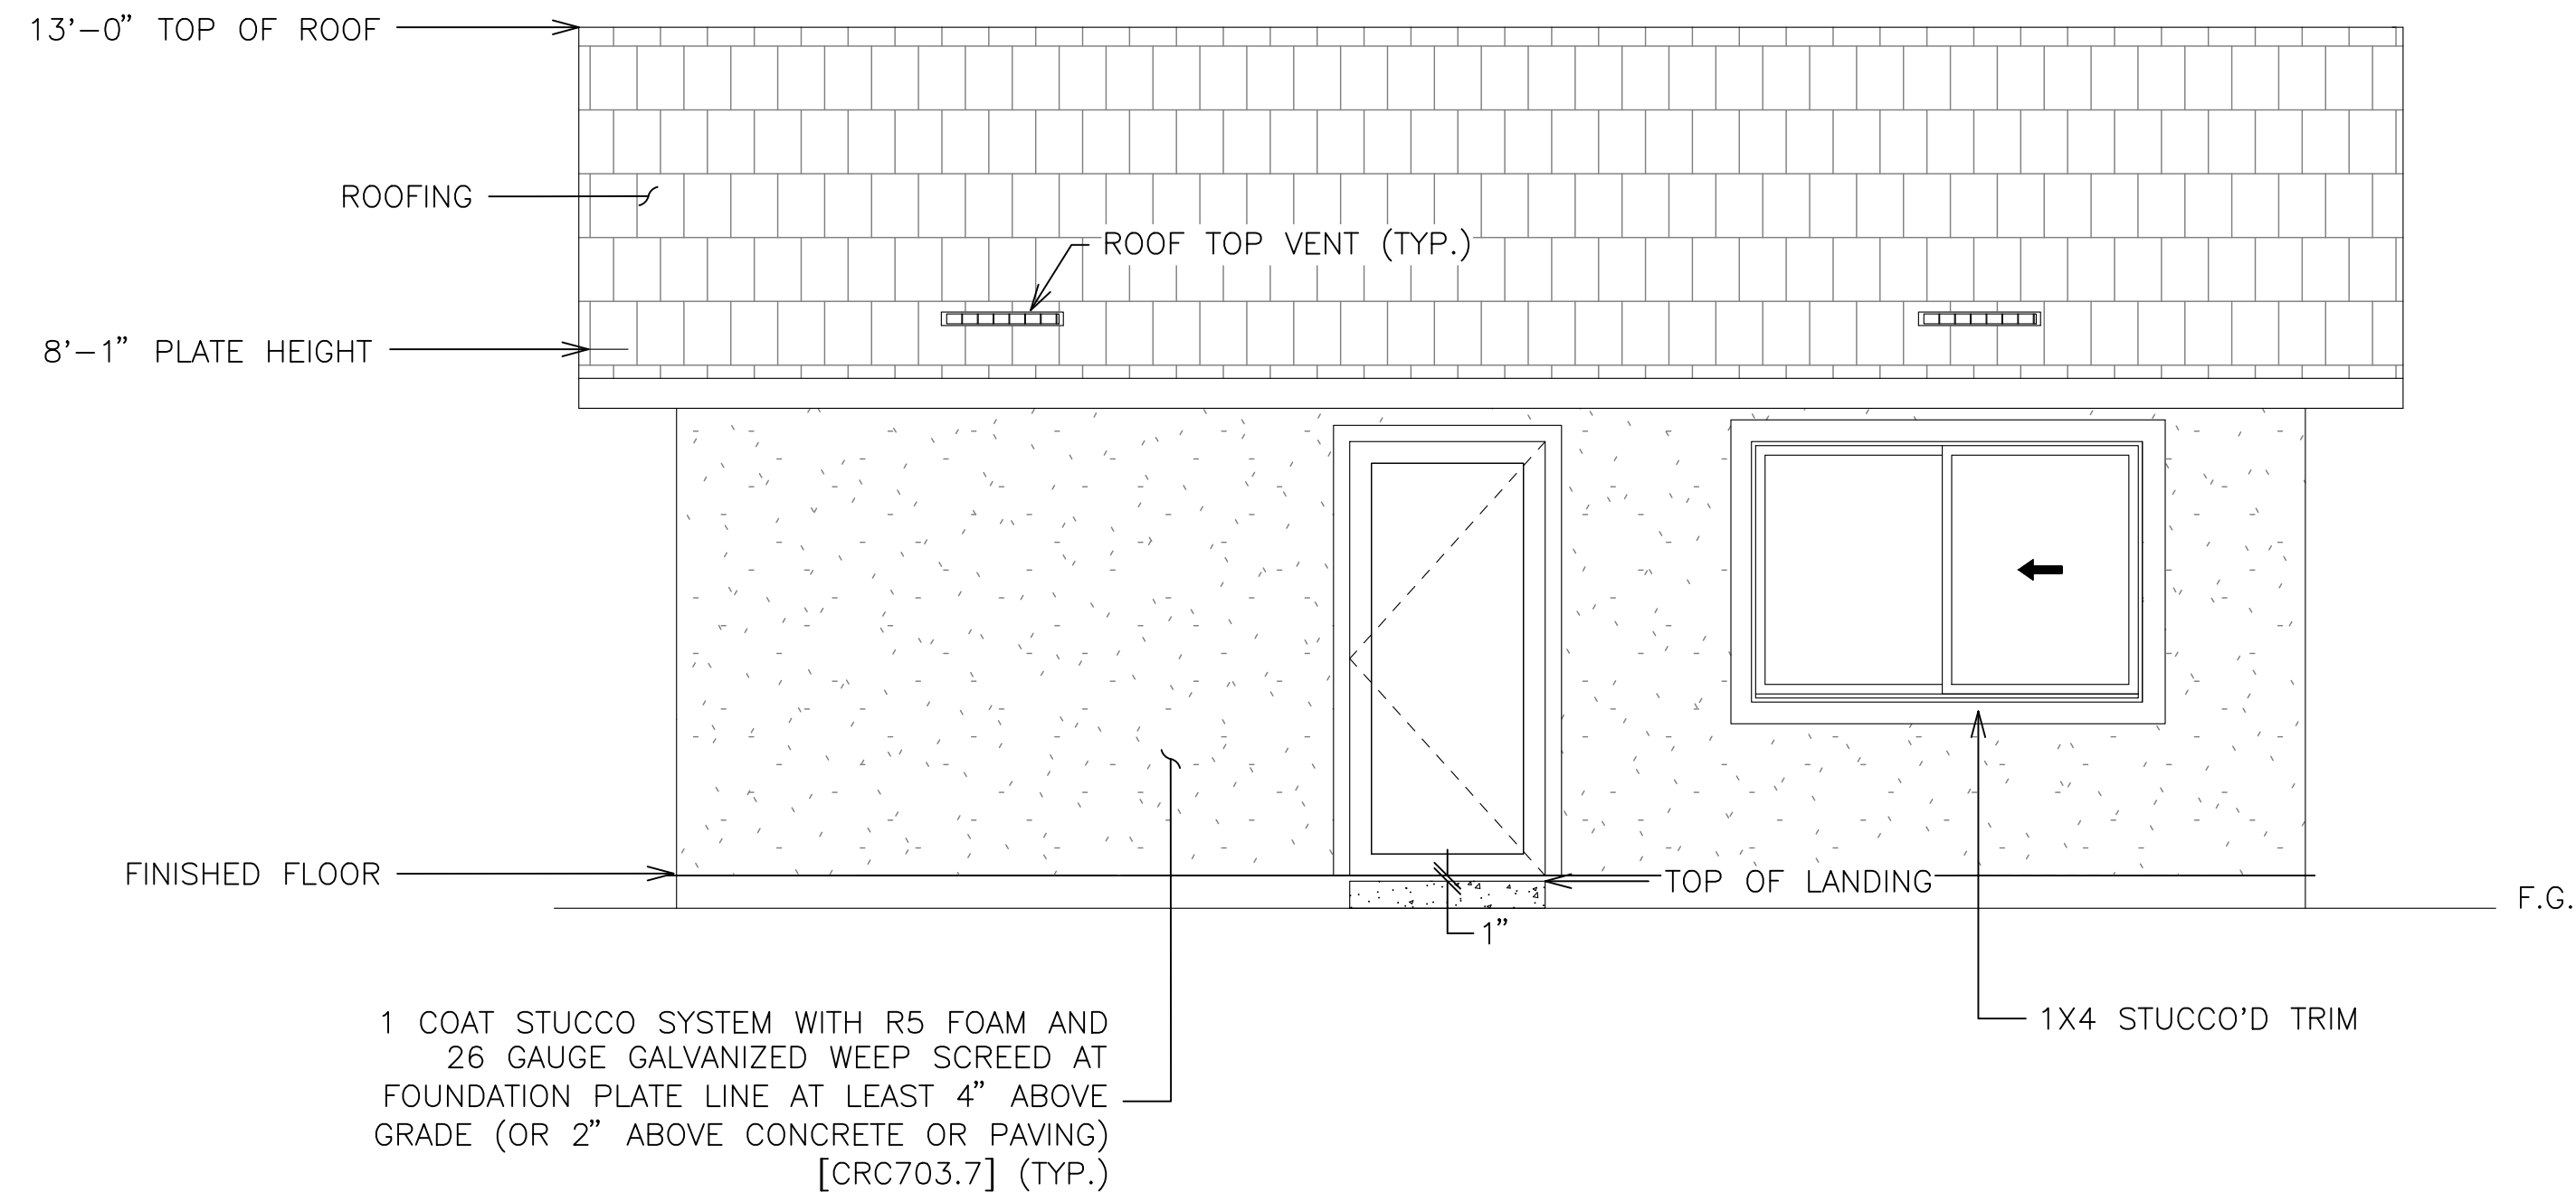 13'-0” TOP OF ROOF
ROOFING
ROOF TOP VENT (TYP.)
8'-1” PLATE HEIGHT
FINISHED FLOOR
TOP OF LANDING
F.G.
1”
1 COAT STUCCO SYSTEM WITH R5 FOAM AND
26 GAUGE GALVANIZED WEEP SCREED AT
FOUNDATION PLATE LINE AT LEAST 4” ABOVE
GRADE (OR 2” ABOVE CONCRETE OR PAVING)
[CRC703.7] (TYP.)
1X4 STUCCO'D TRIM